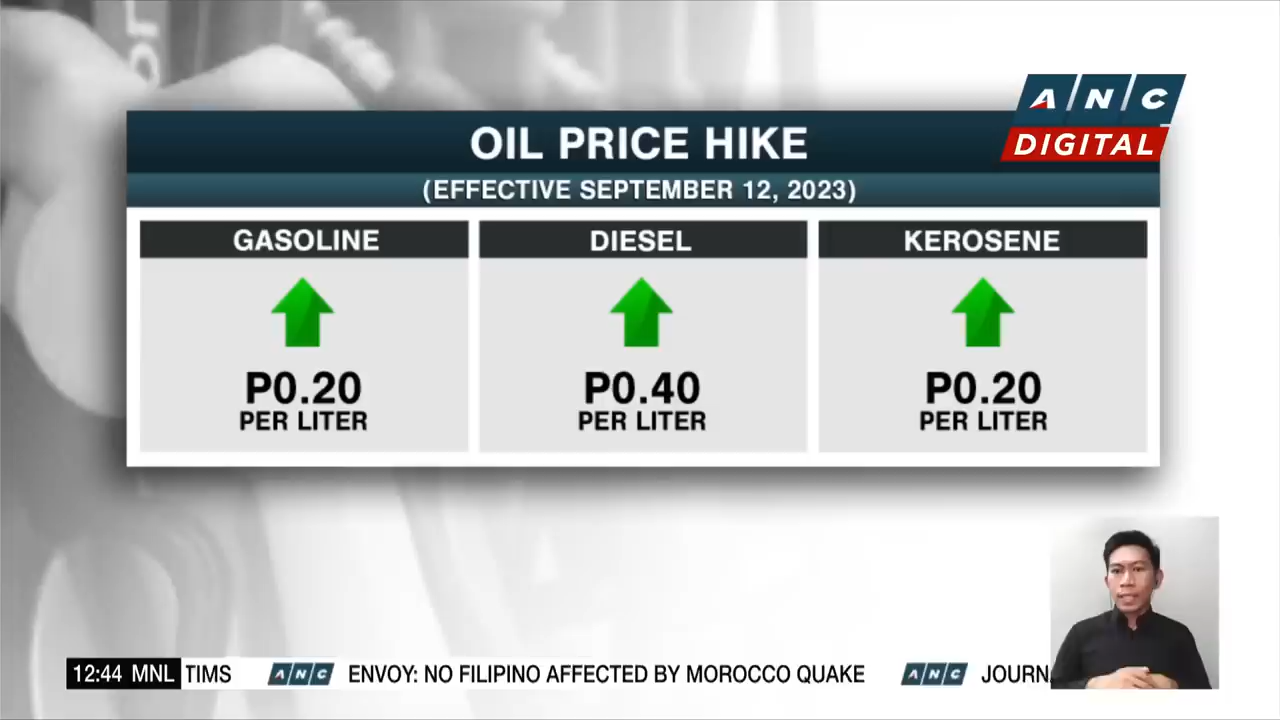 ANC
DIGITAL
OIL PRICE HIKE
(EFFECTIVE SEPTEMBER 12, 2023)
GASOLINE
DIESEL
KEROSENE
P0.20
PER LITER
P0.40
PER LITER
P0.20
PER LITER
12:44 MNL TIMS ANC ENVOY: NO FILIPINO AFFECTED BY MOROCCO QUAKE ANC JOURN